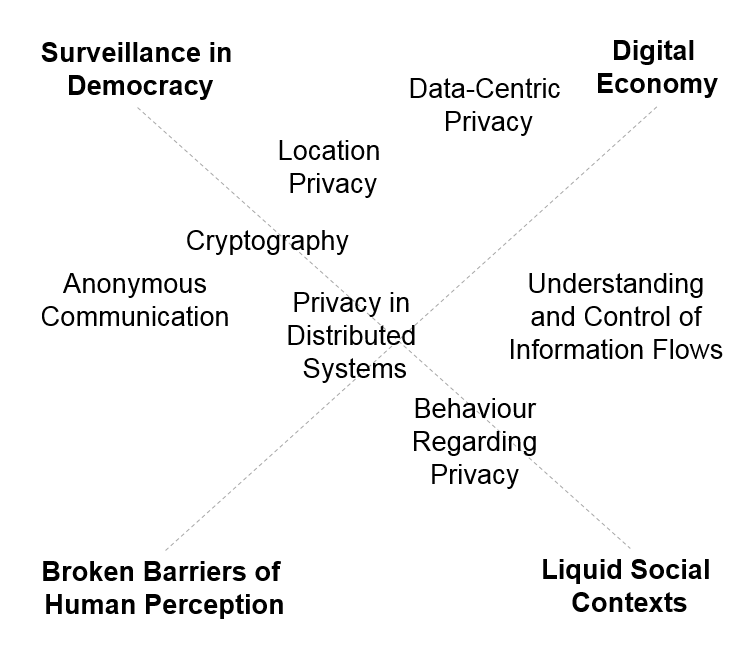 Surveillance in
Democracy
Digital
Economy
Data-Centric
Privacy
Location
Privacy
Cryptography
Anonymous
Communication
Privacy in
Distributed
Systems
Understanding
and Control of
Information Flows
Behaviour
Regarding
Privacy
Broken Barriers of
Human Perception
Liquid Social
Contexts